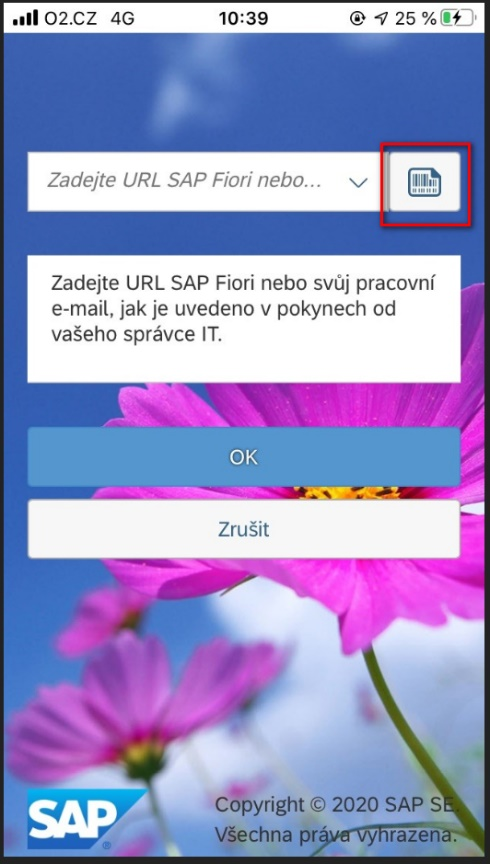 O2.CZ 4G 10:39 25 %
Zadejte URL SAP Fiori nebo...
Zadejte URL SAP Fiori nebo svůj pracovní
e-mail, jak je uvedeno v pokynech od
vašeho správce IT.
OK
Zrušit
SAP®
Copyright © 2020 SAP SE.
Všechna práva vyhrazena.